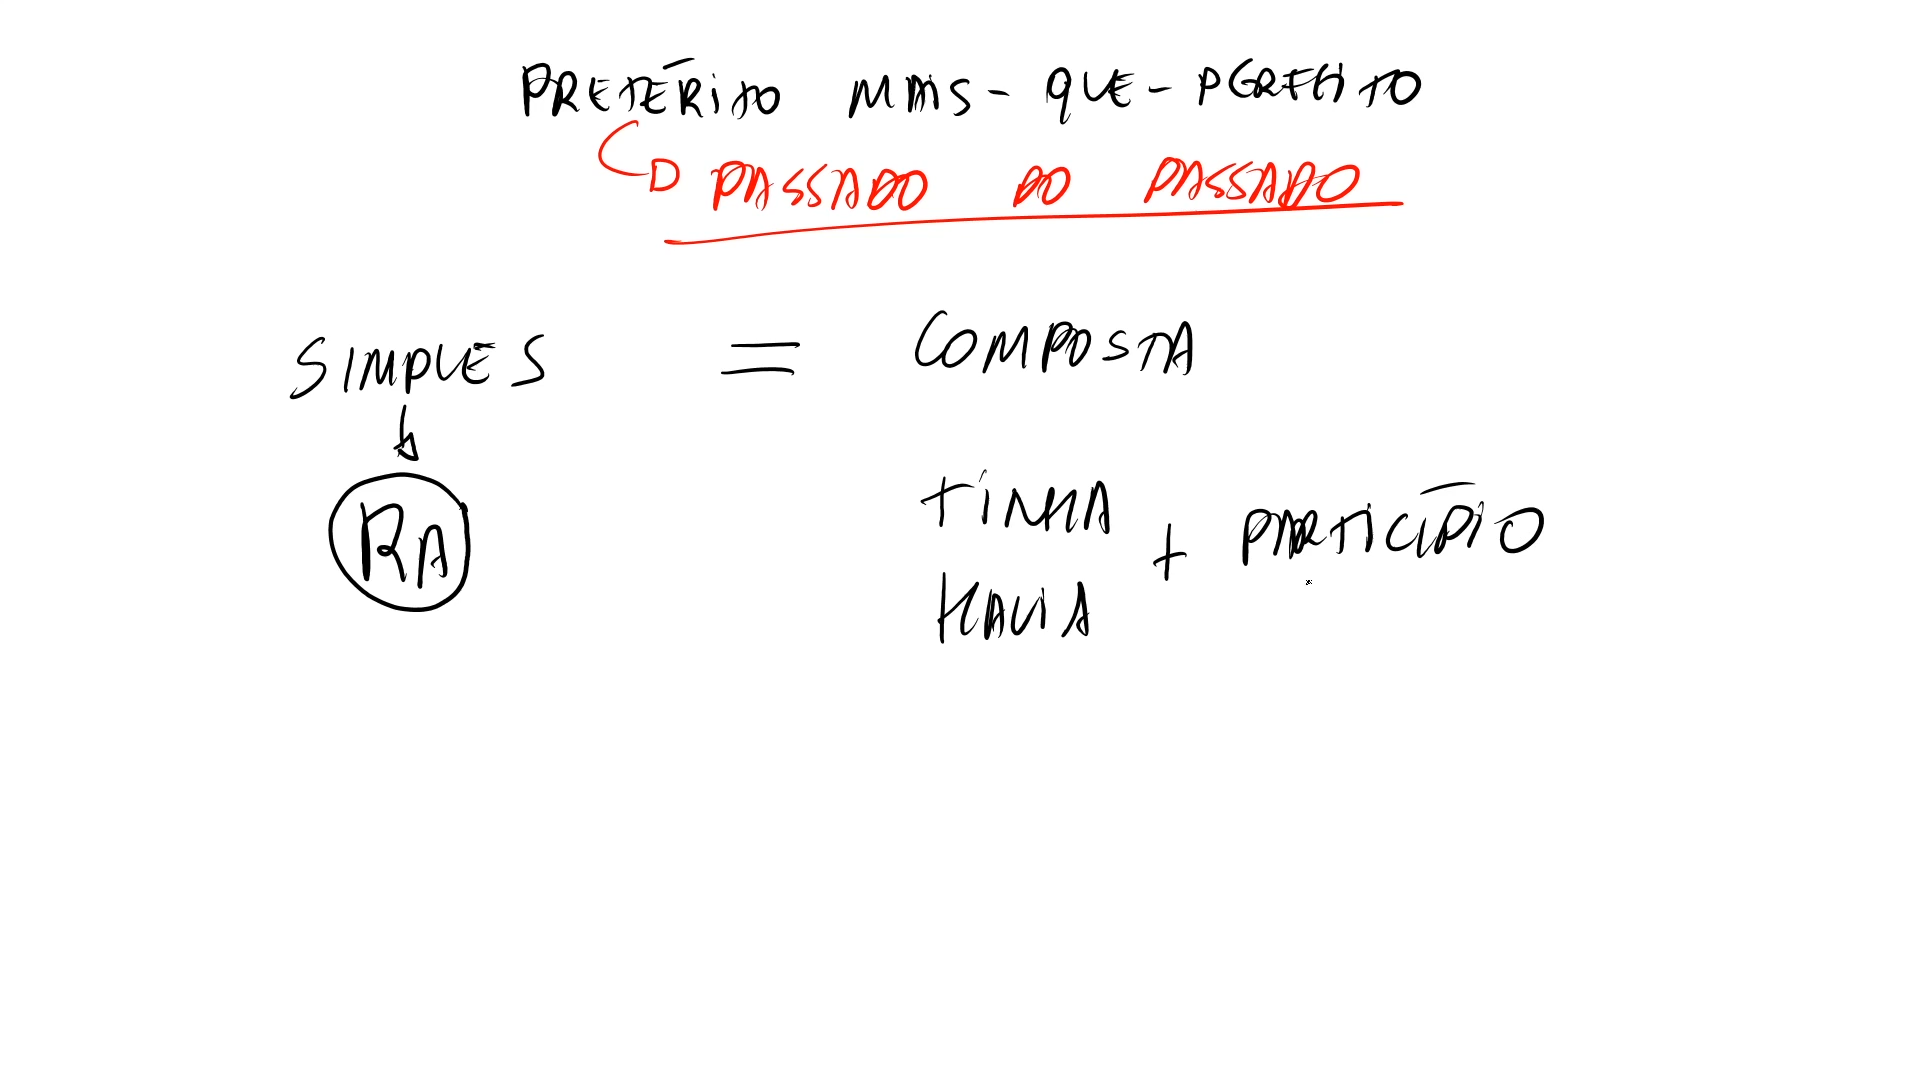 PRETÉRITO MAIS-QUE-PERFEITO
PASSADO DO PASSADO
SIMPLES = COMPOSTA
RA
TINHA
+ PARTICÍPIO
HAVIA